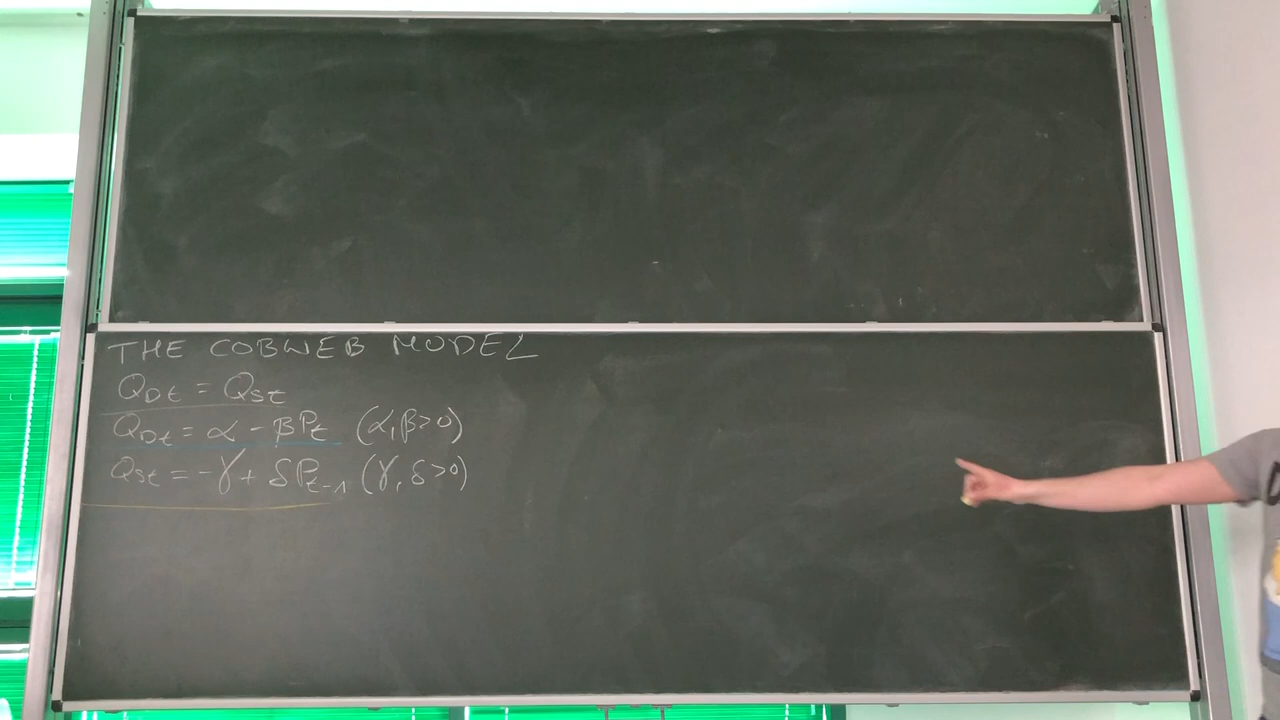 THE COBWEB MODEL
Q_Dt = Q_St
Q_Dt = α - βP_t (α, β > 0)
Q_St = -γ + δP_t-1 (γ, δ > 0)